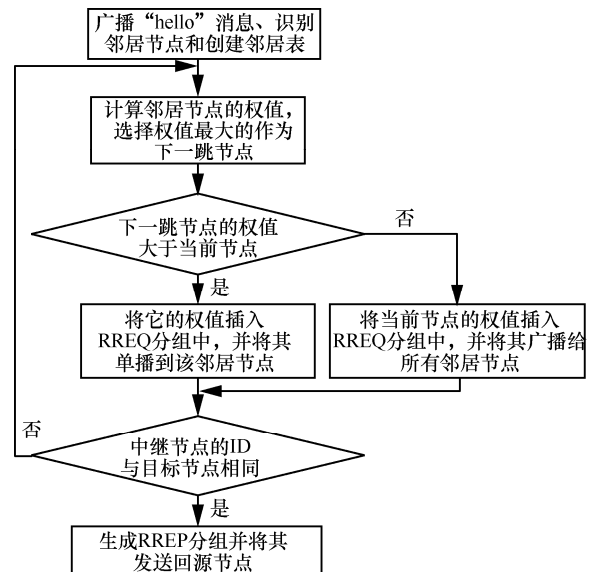 广播“hello”消息、识别
邻居节点和创建邻居表
计算邻居节点的权值，
选择权值最大的作为
下一跳节点
下一跳节点的权值
大于当前节点
否
是
将它的权值插入
RREQ分组中，并将其
单播到该邻居节点
将当前节点的权值插入
RREQ分组中，并将其广播给
所有邻居节点
否
中继节点的ID
与目标节点相同
是
生成RREP分组并将其
发送回源节点